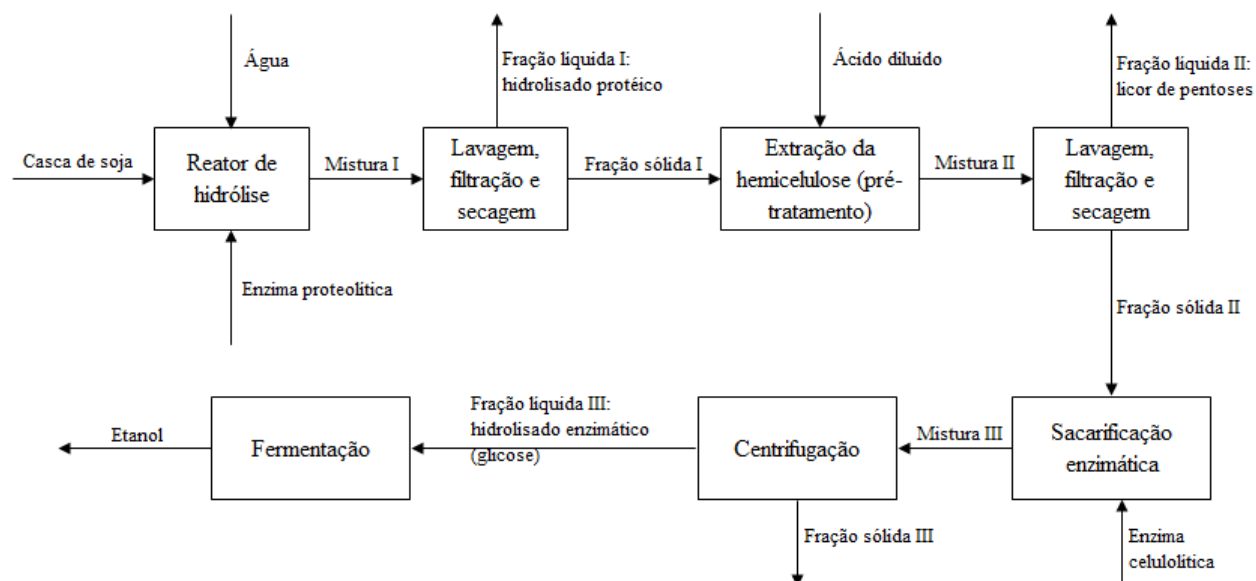 Água
Fração líquida I:
hidrolisado protéico
Ácido diluído
Fração líquida II:
licor de pentoses
Casca de soja
Reator de
hidrólise
Mistura I
Lavagem,
filtração e
secagem
Fração sólida I
Extração da
hemicelulose (pré-
tratamento)
Mistura II
Lavagem,
filtração e
secagem
Enzima proteolítica
Fração sólida II
Etanol
Fermentação
Fração líquida III:
hidrolisado enzimático
(glicose)
Centrifugação
Mistura III
Sacarificação
enzimática
Fração sólida III
Enzima
celulolítica